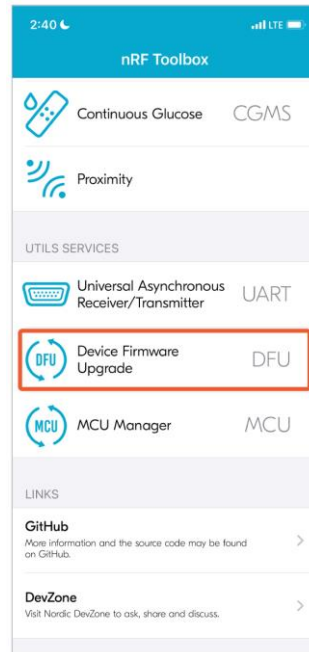 2:40
LTE
nRF Toolbox
Continuous Glucose CGMS
Proximity
UTILS SERVICES
Universal Asynchronous
Receiver/Transmitter
UART
DFU
Device Firmware
Upgrade
DFU
MCU
MCU Manager MCU
LINKS
GitHub
More information and the source code may be found
on GitHub.
DevZone
Visit Nordic DevZone to ask, share and discuss.